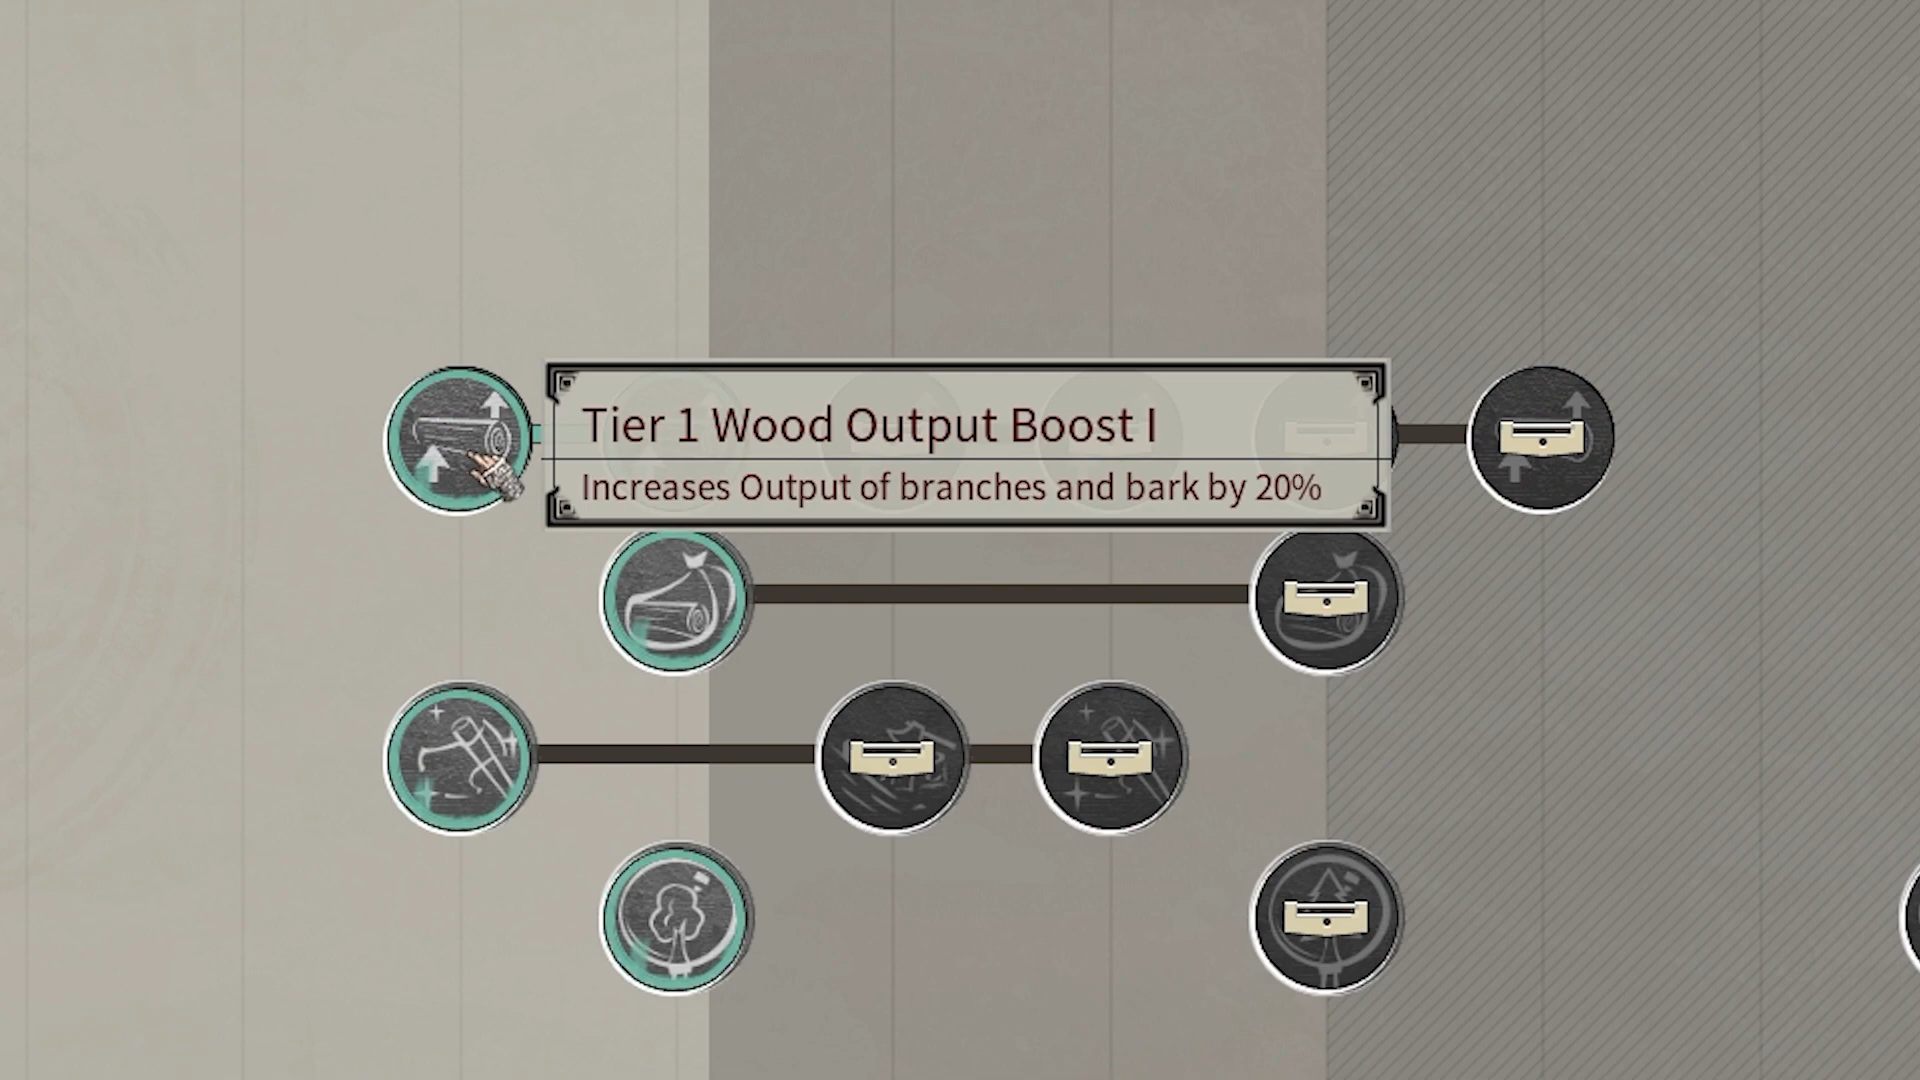 Tier 1 Wood Output Boost I
Increases Output of branches and bark by 20%